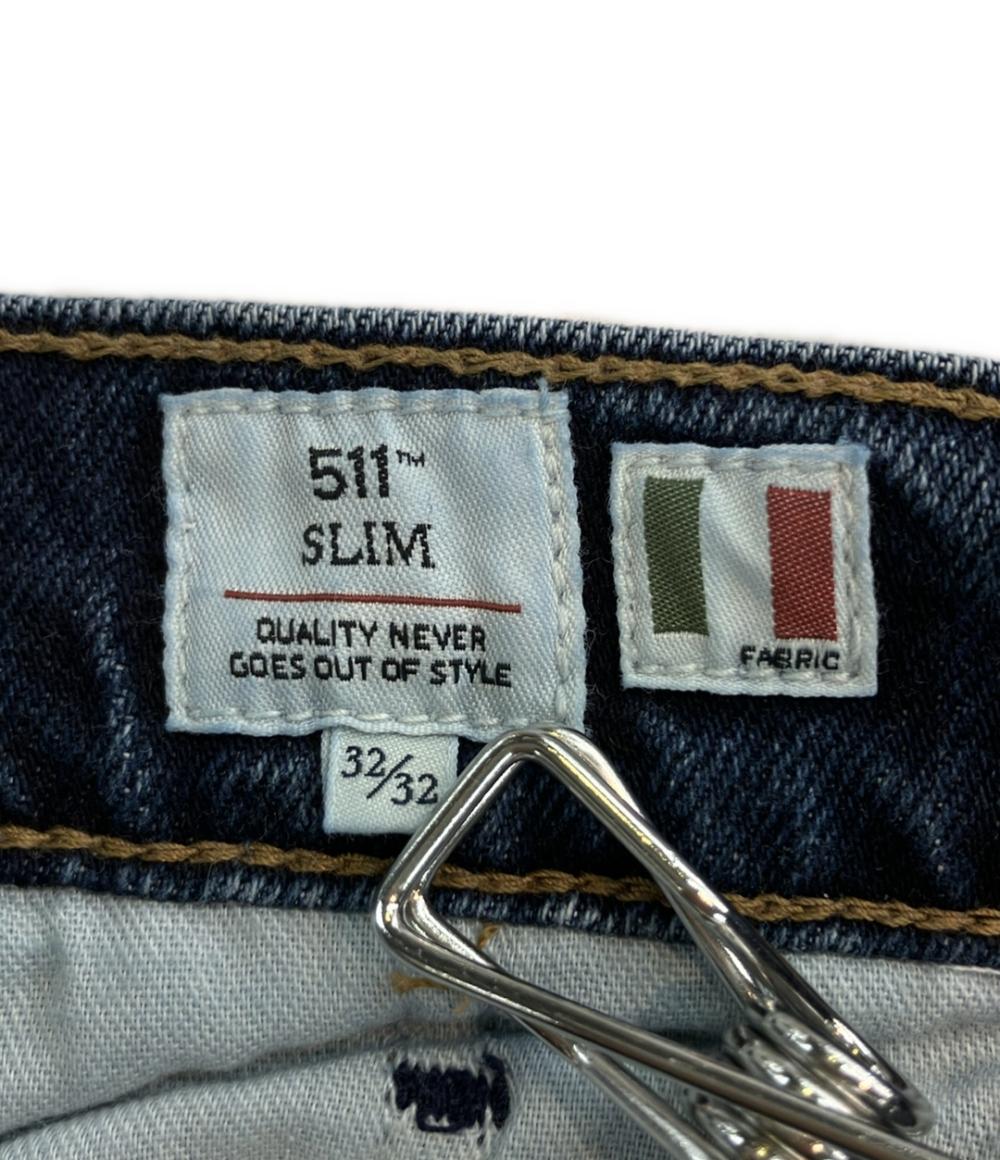 511™
SLIM
QUALITY NEVER
GOES OUT OF STYLE
32/32
FABRIC